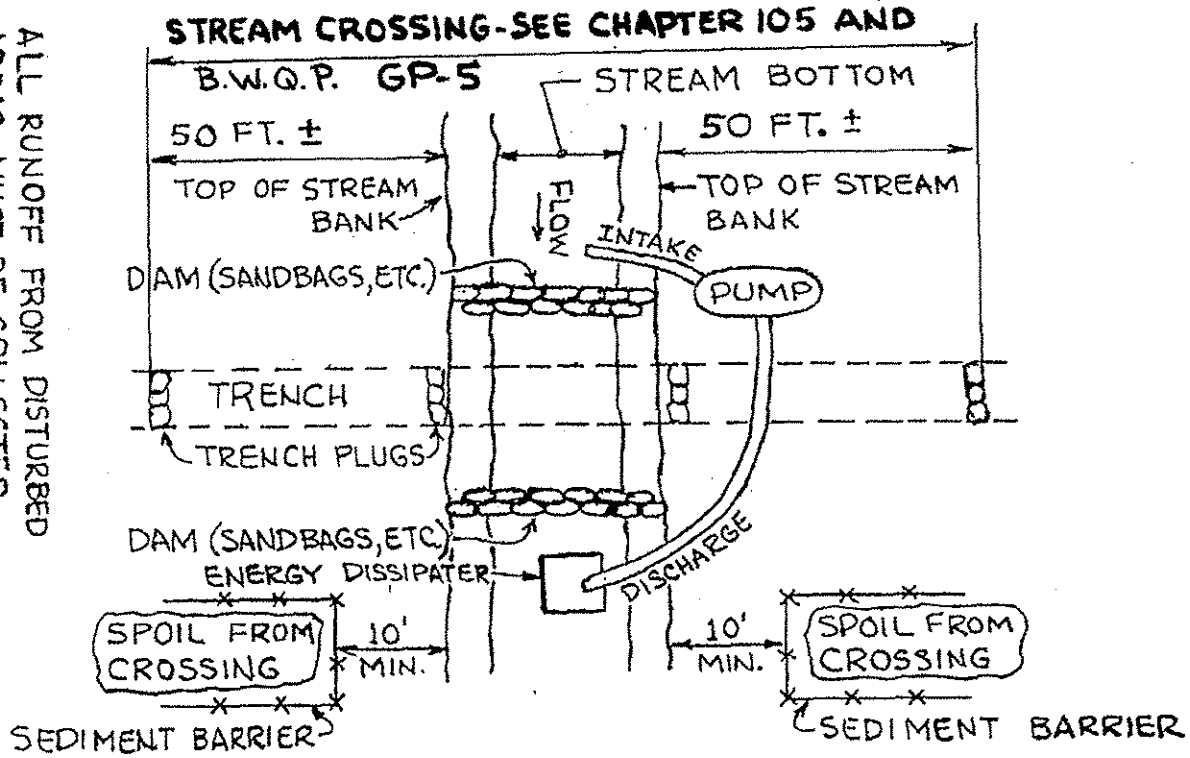 STREAM CROSSING-SEE CHAPTER 105 AND
B.W.Q.P. GP-5
STREAM BOTTOM
50 FT. ±
50 FT. ±
TOP OF STREAM
BANK
FLOW
TOP OF STREAM
BANK
INTAKE
DAM (SANDBAGS, ETC.)
PUMP
TRENCH
TRENCH PLUGS
DAM (SANDBAGS, ETC.)
ENERGY DISSIPATER
DISCHARGE
SPOIL FROM
CROSSING
10'
MIN.
10'
MIN.
SPOIL FROM
CROSSING
SEDIMENT BARRIER
SEDIMENT BARRIER
ALL RUNOFF FROM DISTURBED